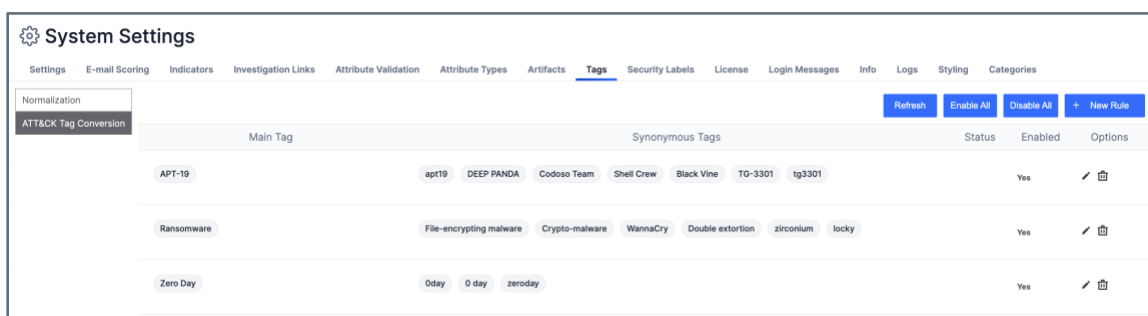 System Settings
Settings E-mail Scoring Indicators Investigation Links Attribute Validation Attribute Types Artifacts Tags Security Labels License Login Messages Info Logs Styling Categories
Normalization
ATT&CK Tag Conversion
Refresh Enable All Disable All + New Rule
Main Tag Synonymous Tags Status Enabled Options
APT-19 apt19 DEEP PANDA Codoso Team Shell Crew Black Vine TG-3301 tg3301 Yes
Ransomware File-encrypting malware Crypto-malware WannaCry Double extortion zirconium locky Yes
Zero Day 0day 0 day zeroday Yes